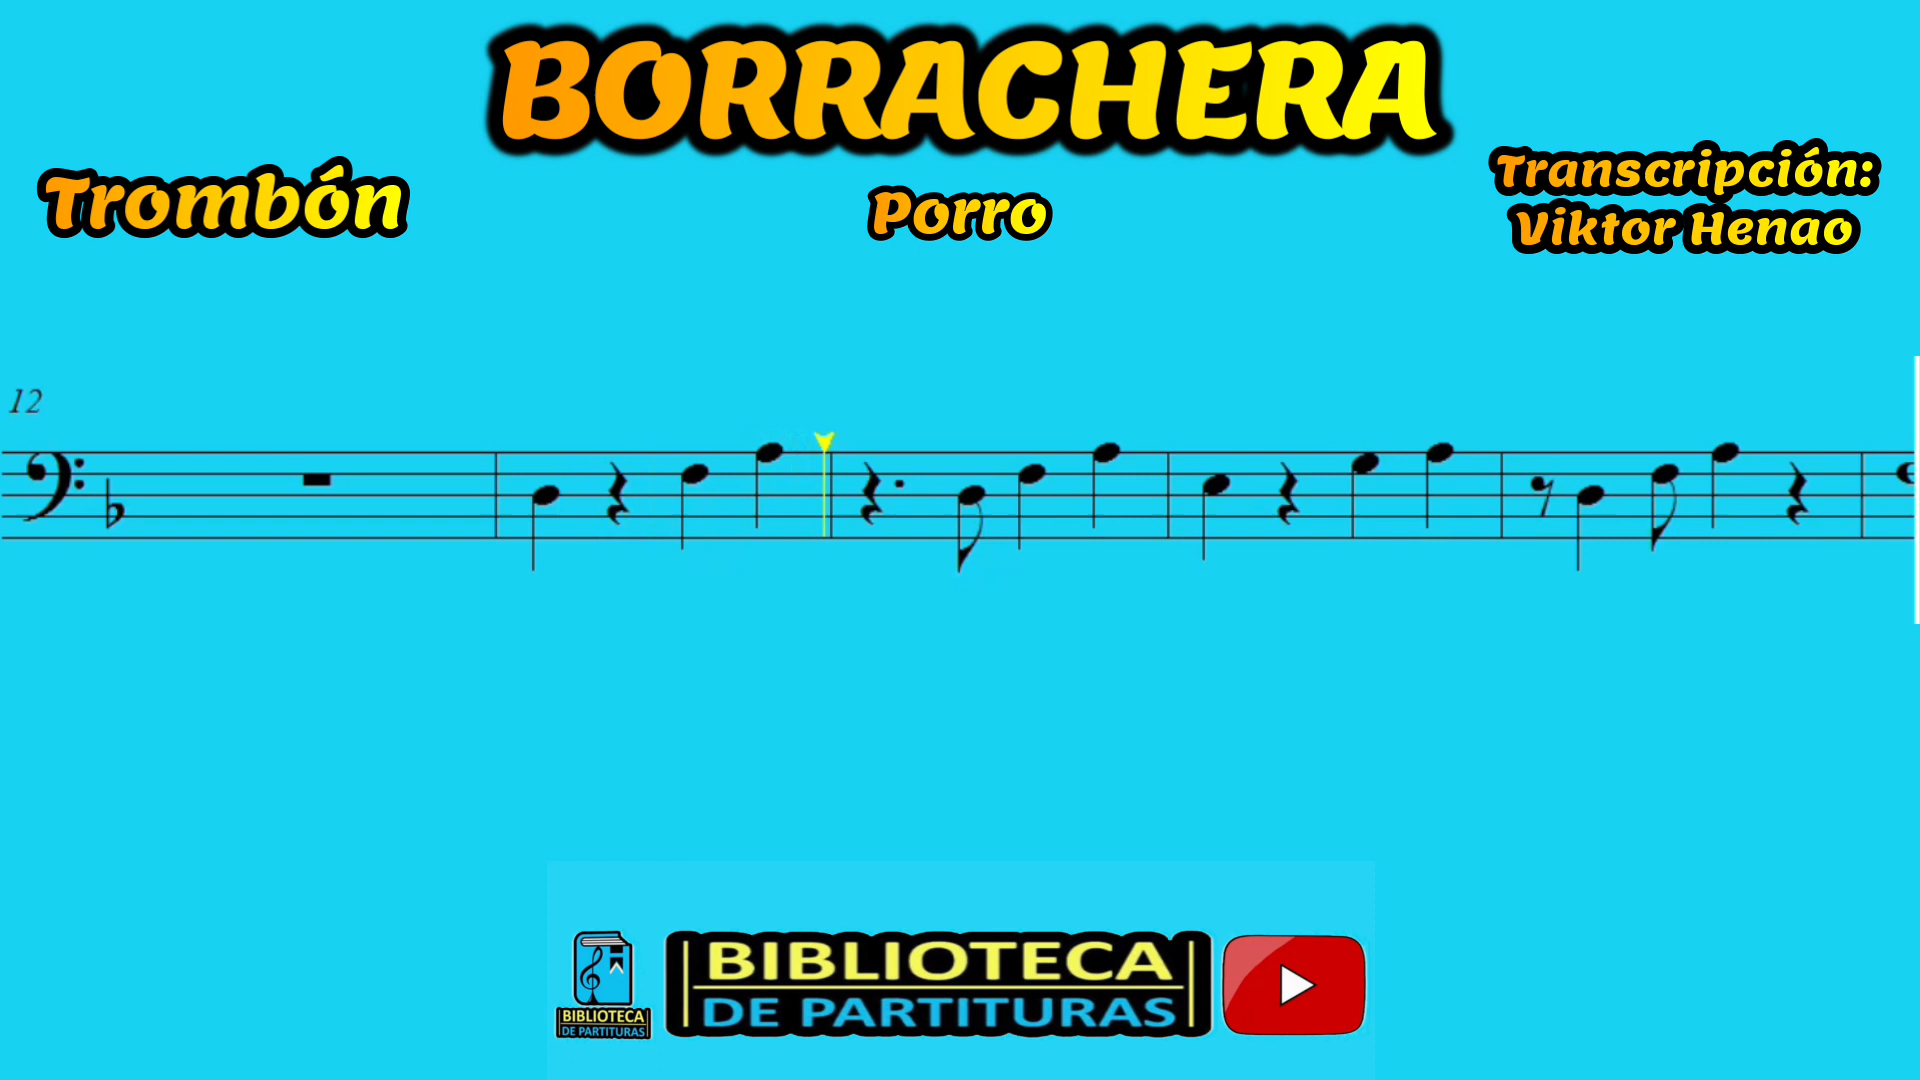 BORRACHERA
Trombón
Porro
Transcripción:
Viktor Henao
12
BIBLIOTECA
DE PARTITURAS
BIBLIOTECA
DE PARTITURAS